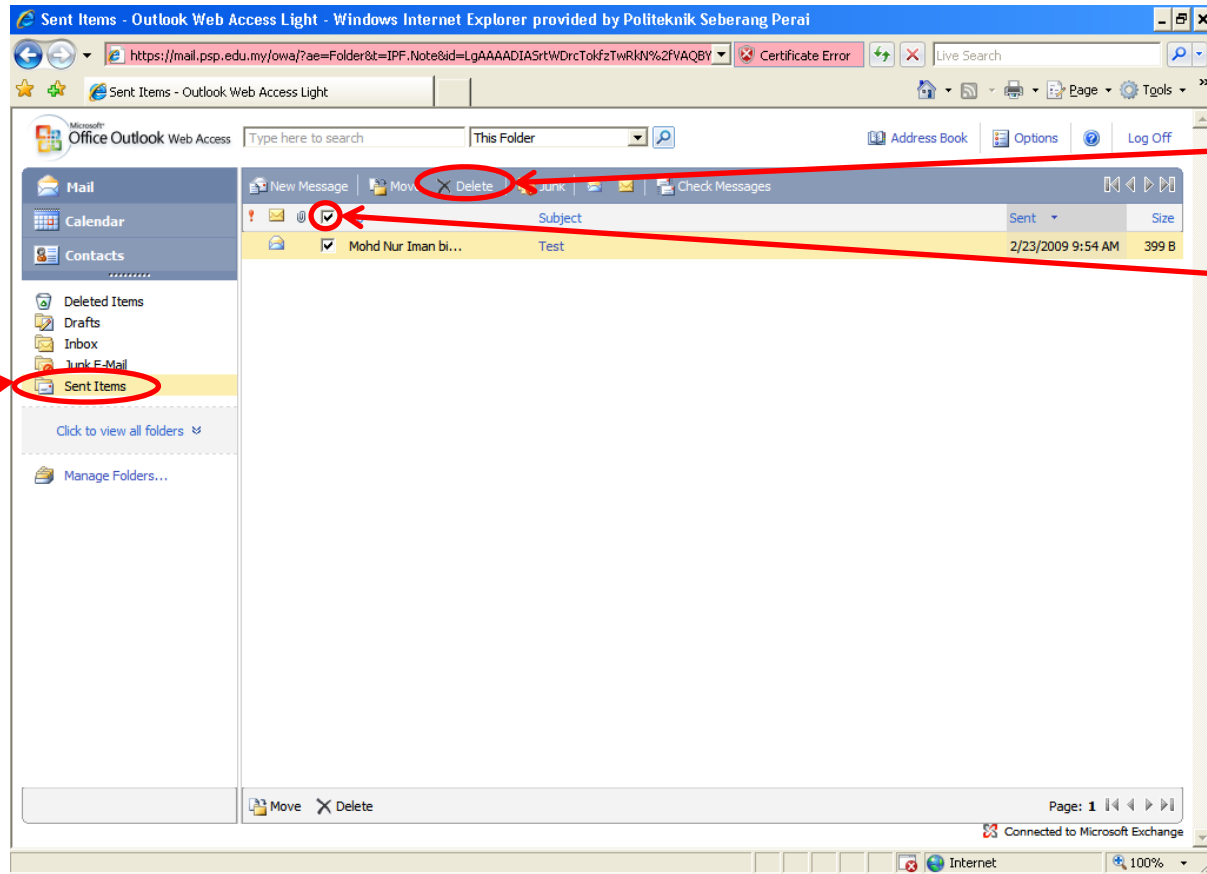 Sent Items - Outlook Web Access Light - Windows Internet Explorer provided by Politeknik Seberang Perai
https://mail.psp.edu.my/owa/?ae=Folder&t=IPF.Note&id=LgAAAADIASrtWDrcTokfzTwRkN%2fVAQBY Certificate Error Live Search
Sent Items - Outlook Web Access Light Page Tools
Microsoft Office Outlook Web Access Type here to search This Folder Address Book Options Log Off
Mail New Message Move Delete Junk Check Messages
Calendar Subject Sent Size
Mohd Nur Iman bi... Test 2/23/2009 9:54 AM 399 B
Contacts
Deleted Items
Drafts
Inbox
Junk E-Mail
Sent Items
Click to view all folders
Manage Folders...
Move Delete Page: 1
Connected to Microsoft Exchange
Internet 100%